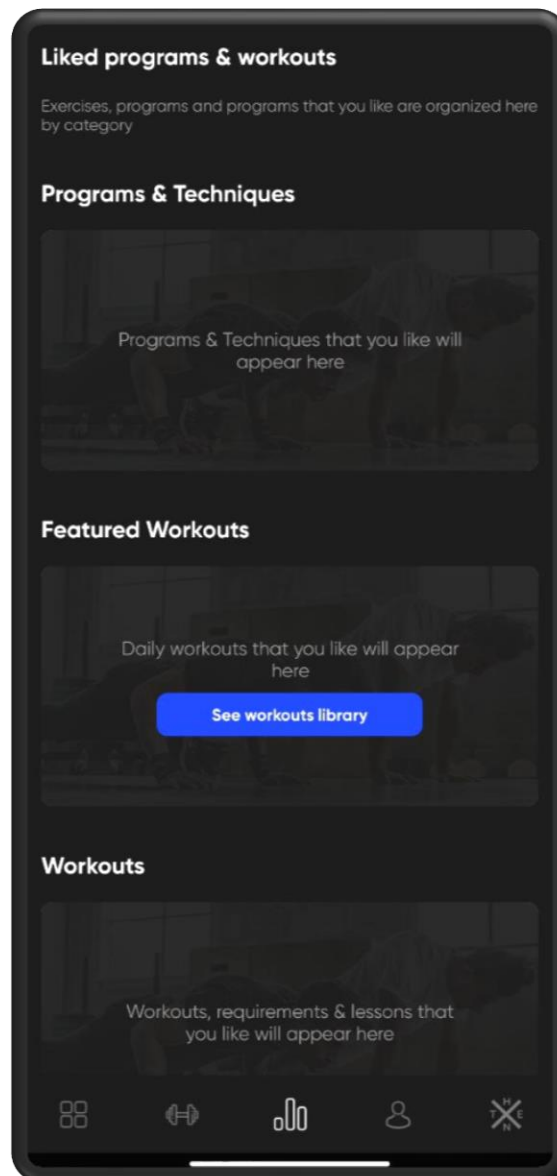 Liked programs & workouts
Exercises, programs and programs that you like are organized here
by category
Programs & Techniques
Programs & Techniques that you like will
appear here
Featured Workouts
Daily workouts that you like will appear
here
See workouts library
Workouts
Workouts, requirements & lessons that
you like will appear here
H
T E
N